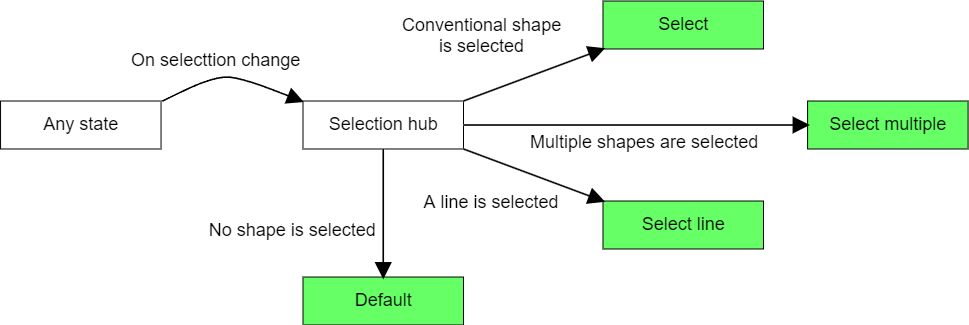 Conventional shape
is selected
Select
On selecttion change
Any state
Selection hub
Select multiple
Multiple shapes are selected
A line is selected
Select line
No shape is selected
Default